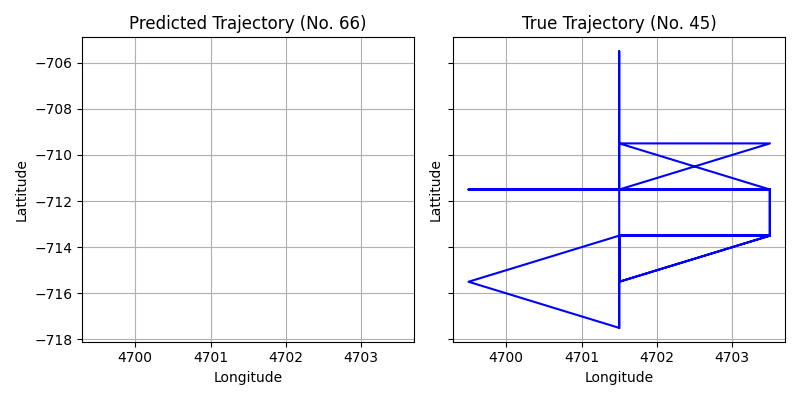 Predicted Trajectory (No. 66)
−706
−708
−710
−712
−714
−716
−718
Lattitude
4700 4701 4702 4703
Longitude
True Trajectory (No. 45)
Lattitude
4700 4701 4702 4703
Longitude